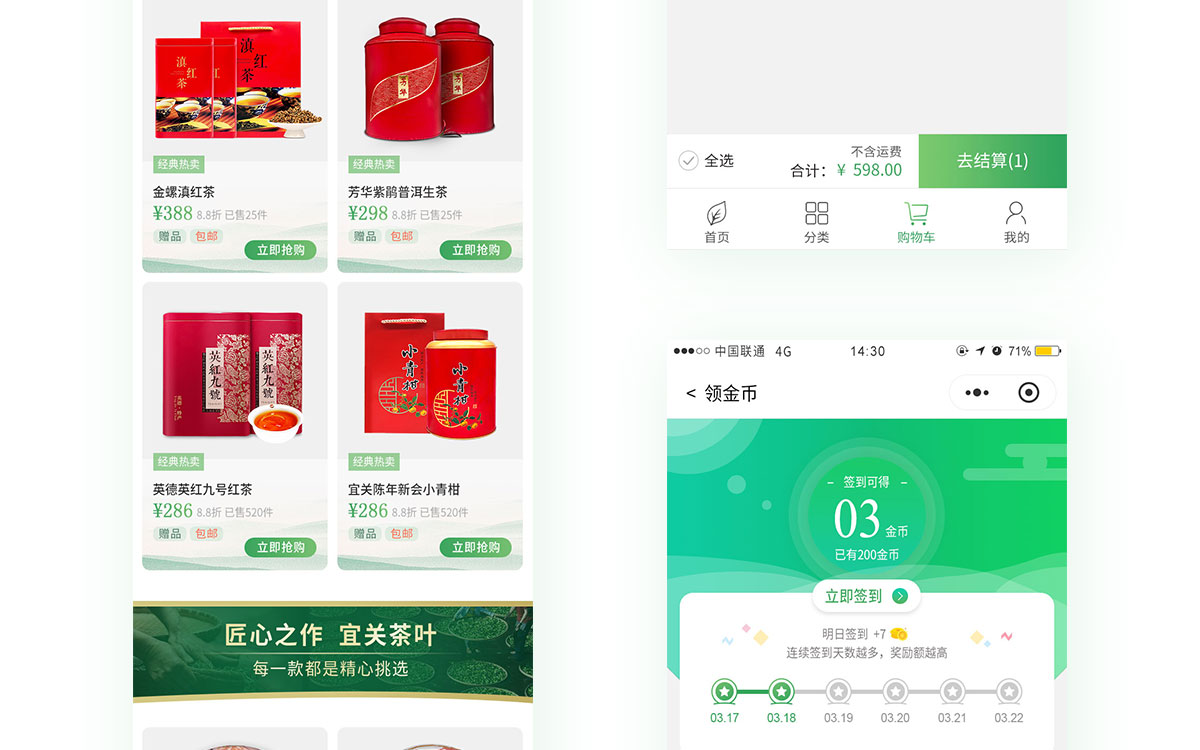 滇红茶
滇红茶
芳华
芳华
经典热卖
金螺滇红茶
¥388 8.8折 已售25件
赠品 包邮
立即抢购
经典热卖
芳华紫鹃普洱生茶
¥298 8.8折 已售25件
赠品 包邮
立即抢购
英紅九號
英紅九號
小青柑
小青柑
经典热卖
英德英红九号红茶
¥286 8.8折 已售520件
赠品 包邮
立即抢购
经典热卖
宜关陈年新会小青柑
¥286 8.8折 已售520件
赠品 包邮
立即抢购
匠心之作 宜关茶叶
每一款都是精心挑选
全选
不含运费
合计: ¥ 598.00
去结算(1)
首页 分类 购物车 我的
中国联通 4G 14:30 71%
< 领金币
签到可得
03 金币
已有200金币
立即签到
明日签到 +7
连续签到天数越多，奖励额越高
03.17 03.18 03.19 03.20 03.21 03.22